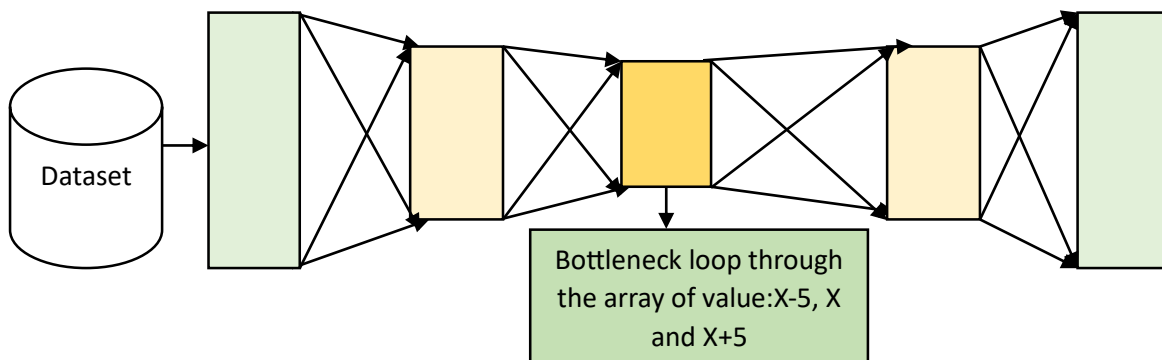 Dataset
Bottleneck loop through
the array of value:X-5, X
and X+5